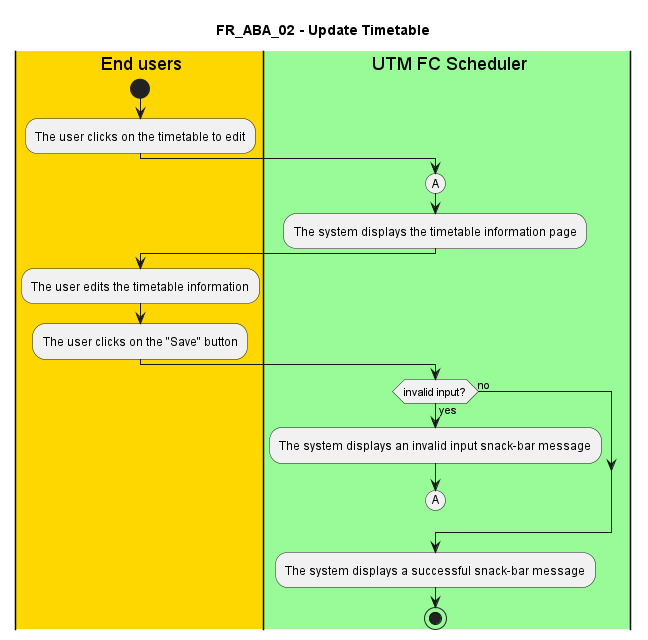 FR_ABA_02 - Update Timetable
End users
UTM FC Scheduler
The user clicks on the timetable to edit
A
The system displays the timetable information page
The user edits the timetable information
The user clicks on the "Save" button
invalid input?
no
yes
The system displays an invalid input snack-bar message
A
The system displays a successful snack-bar message